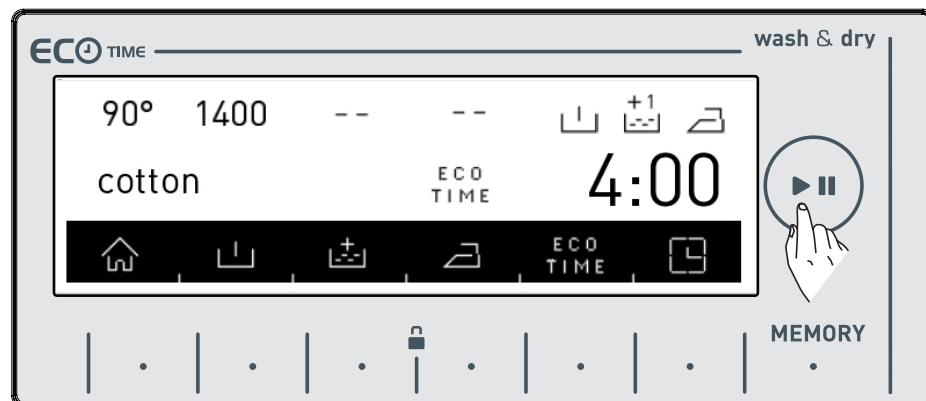 ECO TIME
wash & dry
90° 1400 -- -- +1
cotton ECO TIME 4:00
ECO TIME
MEMORY